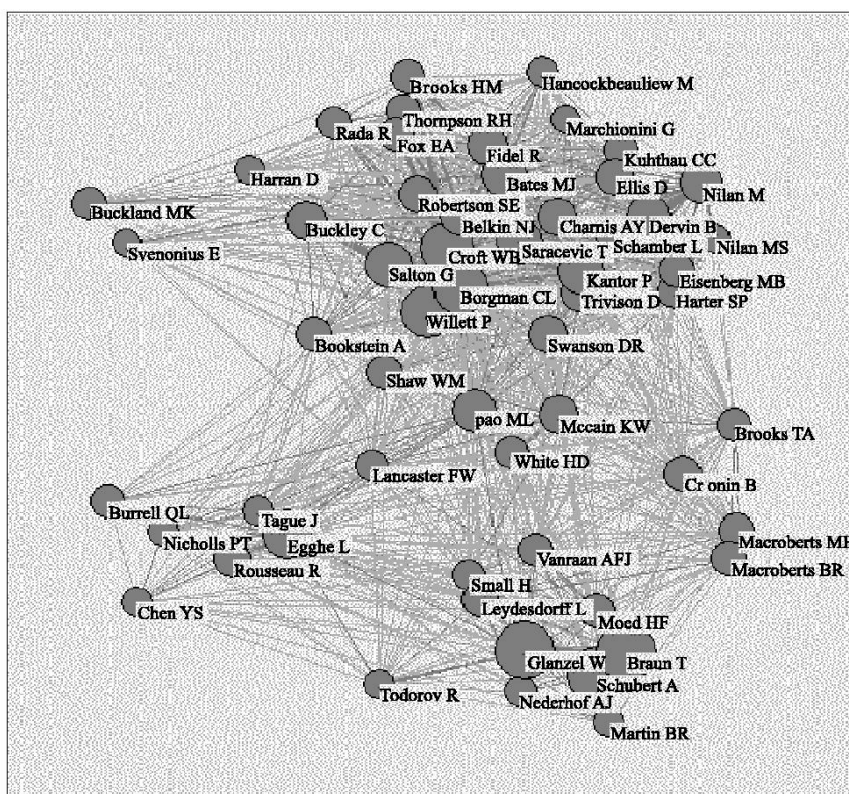 Brooks HM
Hancockbeauliew M
Thornpson RH
Rada R
Marchionini G
Fox EA
Fidel R
Kuhthau CC
Harran D
Bates MJ
Ellis D
Nilan M
Buckland MK
Robertson SE
Buckley C
Belkin NJ
Charnis AY
Dervin B
Svenonius E
Croft WB
Saracevic T
Schamber L
Nilan MS
Salton G
Kantor P
Eisenberg MB
Borgman CL
Trivison D
Harter SP
Willett P
Bookstein A
Swanson DR
Shaw WM
pao ML
Mccain KW
Brooks TA
Lancaster FW
White HD
Cr onin B
Burrell QL
Tague J
Nicholls PT
Egghe L
Macroberts MH
Rousseau R
Vanraan AFJ
Macroberts BR
Small H
Chen YS
Leydesdorff L
Moed HF
Glanzel W
Braun T
Todorov R
Schubert A
Nederhof AJ
Martin BR